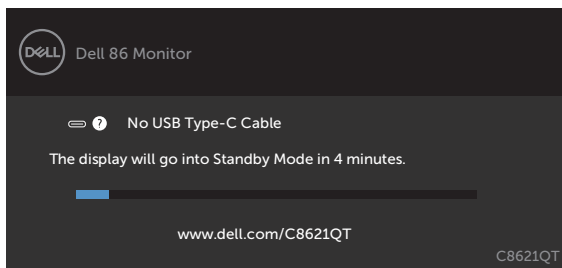 DELL Dell 86 Monitor
? No USB Type-C Cable
The display will go into Standby Mode in 4 minutes.
www.dell.com/C8621QT
C8621QT